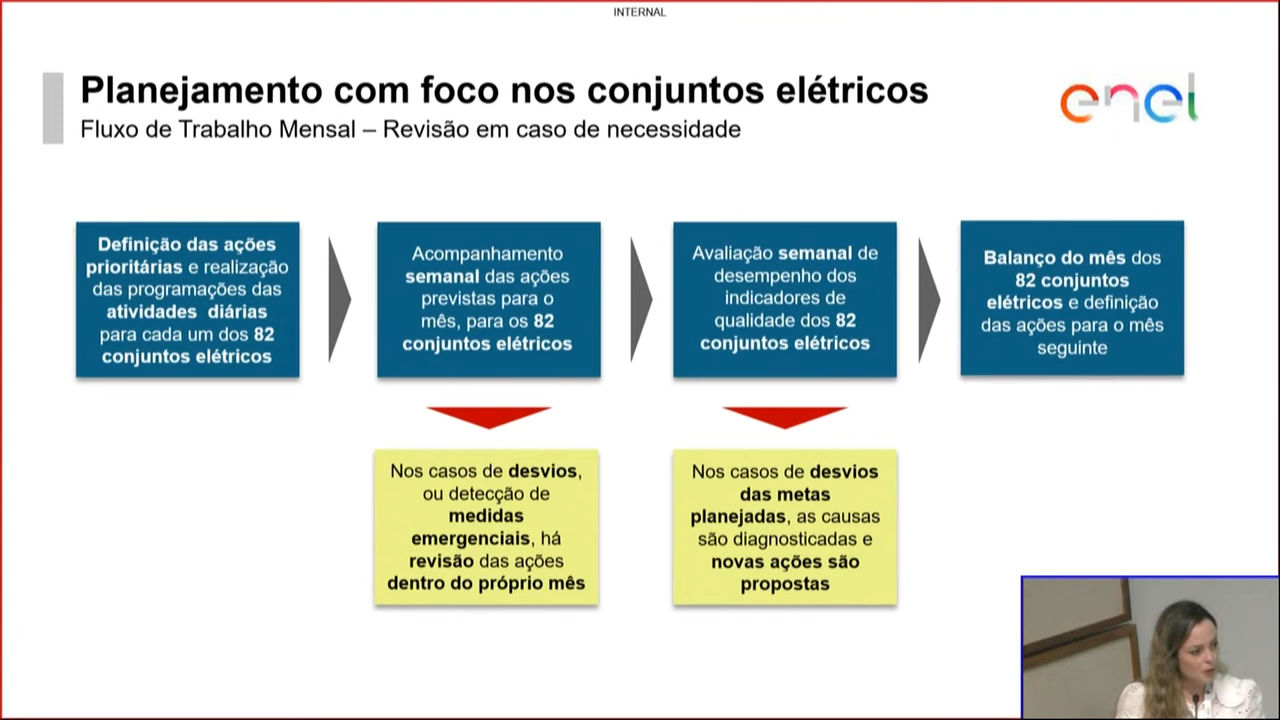 INTERNAL
Planejamento com foco nos conjuntos elétricos
Fluxo de Trabalho Mensal – Revisão em caso de necessidade
enel
Definição das ações
prioritárias e realização
das programações das
atividades diárias
para cada um dos 82
conjuntos elétricos
Acompanhamento
semanal das ações
previstas para o
mês, para os 82
conjuntos elétricos
Avaliação semanal de
desempenho dos
indicadores de
qualidade dos 82
conjuntos elétricos
Balanço do mês dos
82 conjuntos
elétricos e definição
das ações para o mês
seguinte
Nos casos de desvios,
ou detecção de
medidas
emergenciais, há
revisão das ações
dentro do próprio mês
Nos casos de desvios
das metas
planejadas, as causas
são diagnosticadas e
novas ações são
propostas